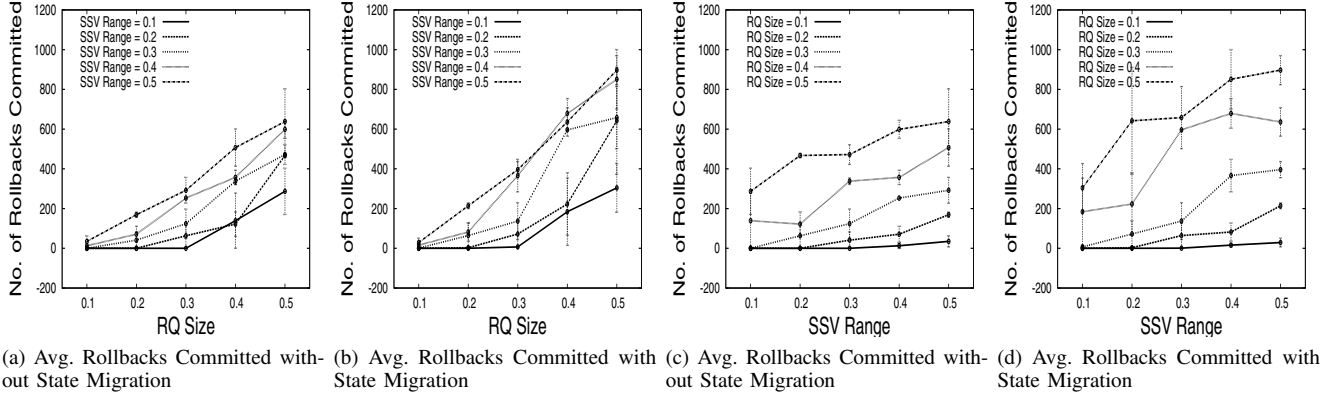 No. of Rollbacks Committed
1200
1000
800
600
400
200
0
-200
SSV Range = 0.1
SSV Range = 0.2
SSV Range = 0.3
SSV Range = 0.4
SSV Range = 0.5
0.1 0.2 0.3 0.4 0.5
RQ Size
(a) Avg. Rollbacks Committed with-
out State Migration
No. of Rollbacks Committed
1200
1000
800
600
400
200
0
-200
SSV Range = 0.1
SSV Range = 0.2
SSV Range = 0.3
SSV Range = 0.4
SSV Range = 0.5
0.1 0.2 0.3 0.4 0.5
RQ Size
(b) Avg. Rollbacks Committed with
State Migration
No. of Rollbacks Committed
1200
1000
800
600
400
200
0
-200
RQ Size = 0.1
RQ Size = 0.2
RQ Size = 0.3
RQ Size = 0.4
RQ Size = 0.5
0.1 0.2 0.3 0.4 0.5
SSV Range
(c) Avg. Rollbacks Committed with-
out State Migration
No. of Rollbacks Committed
1200
1000
800
600
400
200
0
-200
RQ Size = 0.1
RQ Size = 0.2
RQ Size = 0.3
RQ Size = 0.4
RQ Size = 0.5
0.1 0.2 0.3 0.4 0.5
SSV Range
(d) Avg. Rollbacks Committed with
State Migration